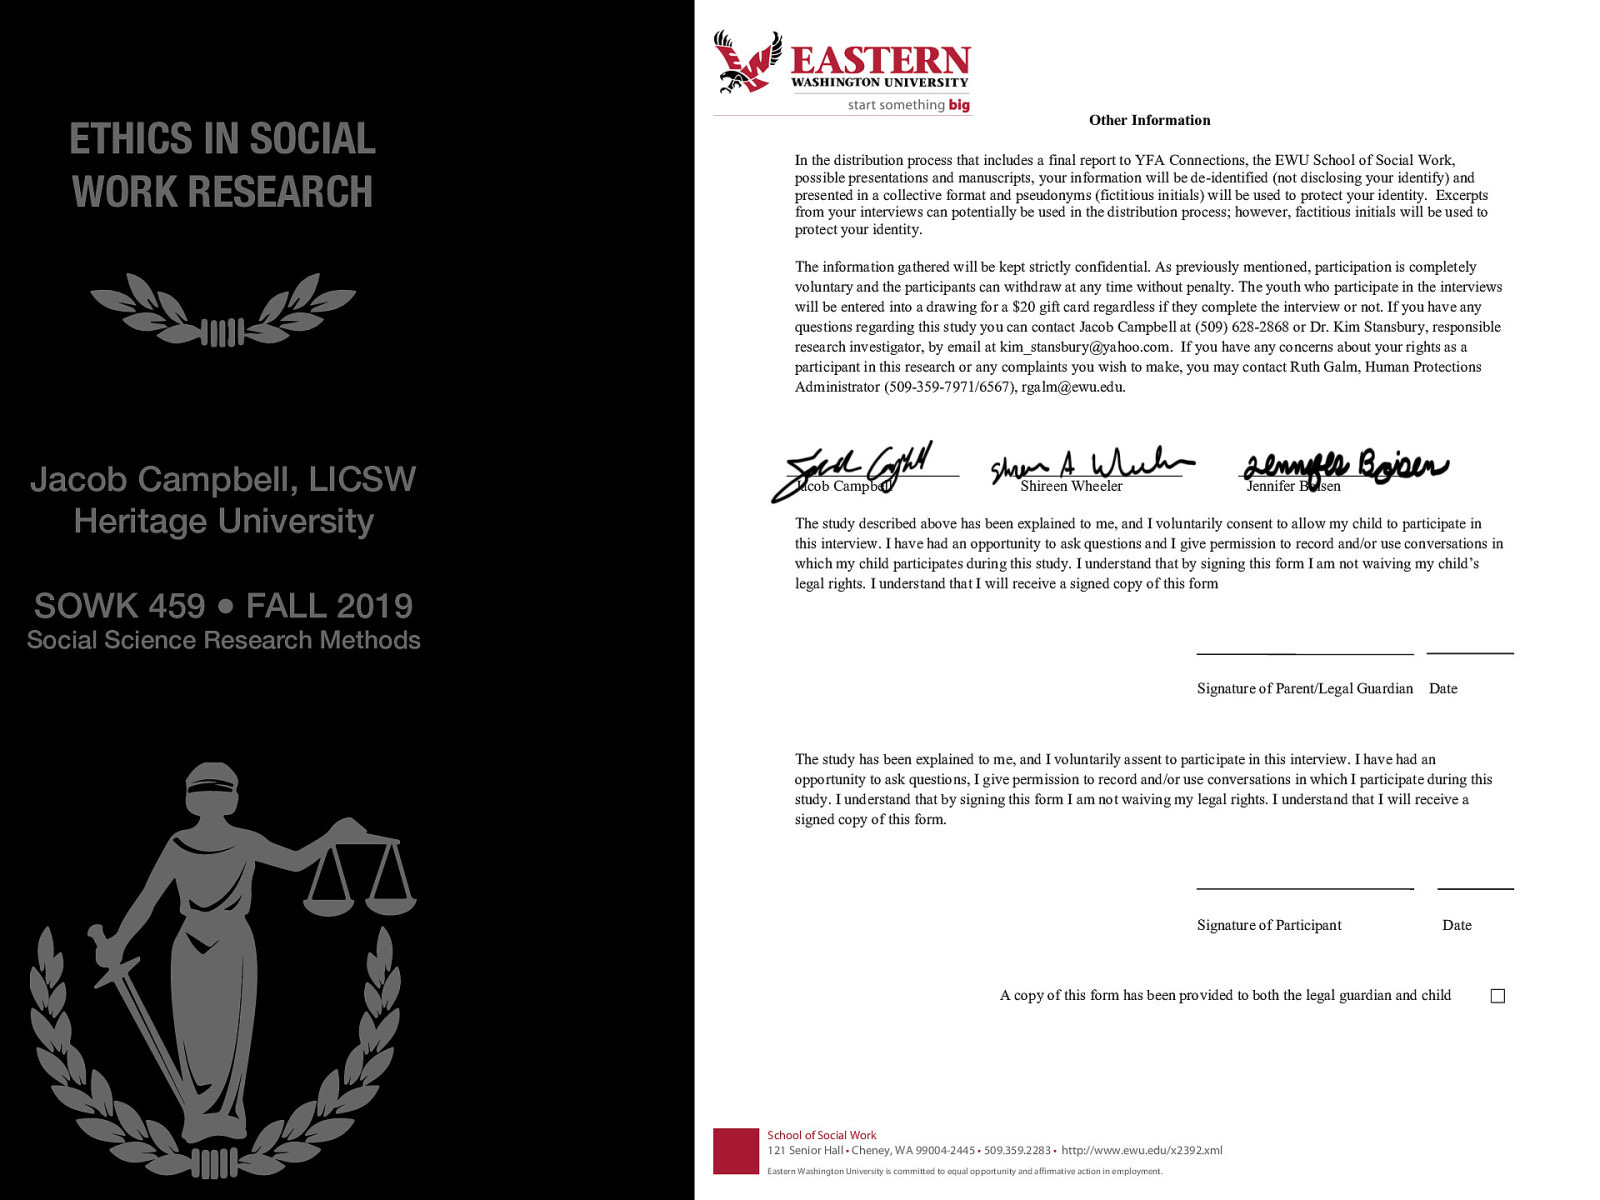 ETHICS IN SOCIAL
WORK RESEARCH
Jacob Campbell, LICSW
Heritage University
SOWK 459 • FALL 2019
Social Science Research Methods
EASTERN
WASHINGTON UNIVERSITY
start something big
Other Information
In the distribution process that includes a final report to YFA Connections, the EWU School of Social Work,
possible presentations and manuscripts, your information will be de-identified (not disclosing your identify) and
presented in a collective format and pseudonyms (fictitious initials) will be used to protect your identity. Excerpts
from your interviews can potentially be used in the distribution process; however, factitious initials will be used to
protect your identity.
The information gathered will be kept strictly confidential. As previously mentioned, participation is completely
voluntary and the participants can withdraw at any time without penalty. The youth who participate in the interviews
will be entered into a drawing for a $20 gift card regardless if they complete the interview or not. If you have any
questions regarding this study you can contact Jacob Campbell at (509) 628-2868 or Dr. Kim Stansbury, responsible
research investigator, by email at kim_stansbury@yahoo.com. If you have any concerns about your rights as a
participant in this research or any complaints you wish to make, you may contact Ruth Galm, Human Protections
Administrator (509-359-7971/6567), rgalm@ewu.edu.
Jacob Campbell Shireen Wheeler Jennifer Boisen
The study described above has been explained to me, and I voluntarily consent to allow my child to participate in
this interview. I have had an opportunity to ask questions and I give permission to record and/or use conversations in
which my child participates during this study. I understand that by signing this form I am not waiving my child's
legal rights. I understand that I will receive a signed copy of this form
Signature of Parent/Legal Guardian Date
The study has been explained to me, and I voluntarily assent to participate in this interview. I have had an
opportunity to ask questions, I give permission to record and/or use conversations in which I participate during this
study. I understand that by signing this form I am not waiving my legal rights. I understand that I will receive a
signed copy of this form.
Signature of Participant Date
A copy of this form has been provided to both the legal guardian and child
School of Social Work
121 Senior Hall • Cheney, WA 99004-2445 • 509.359.2283 • http://www.ewu.edu/x2392.xml
Eastern Washington University is committed to equal opportunity and affirmative action in employment.